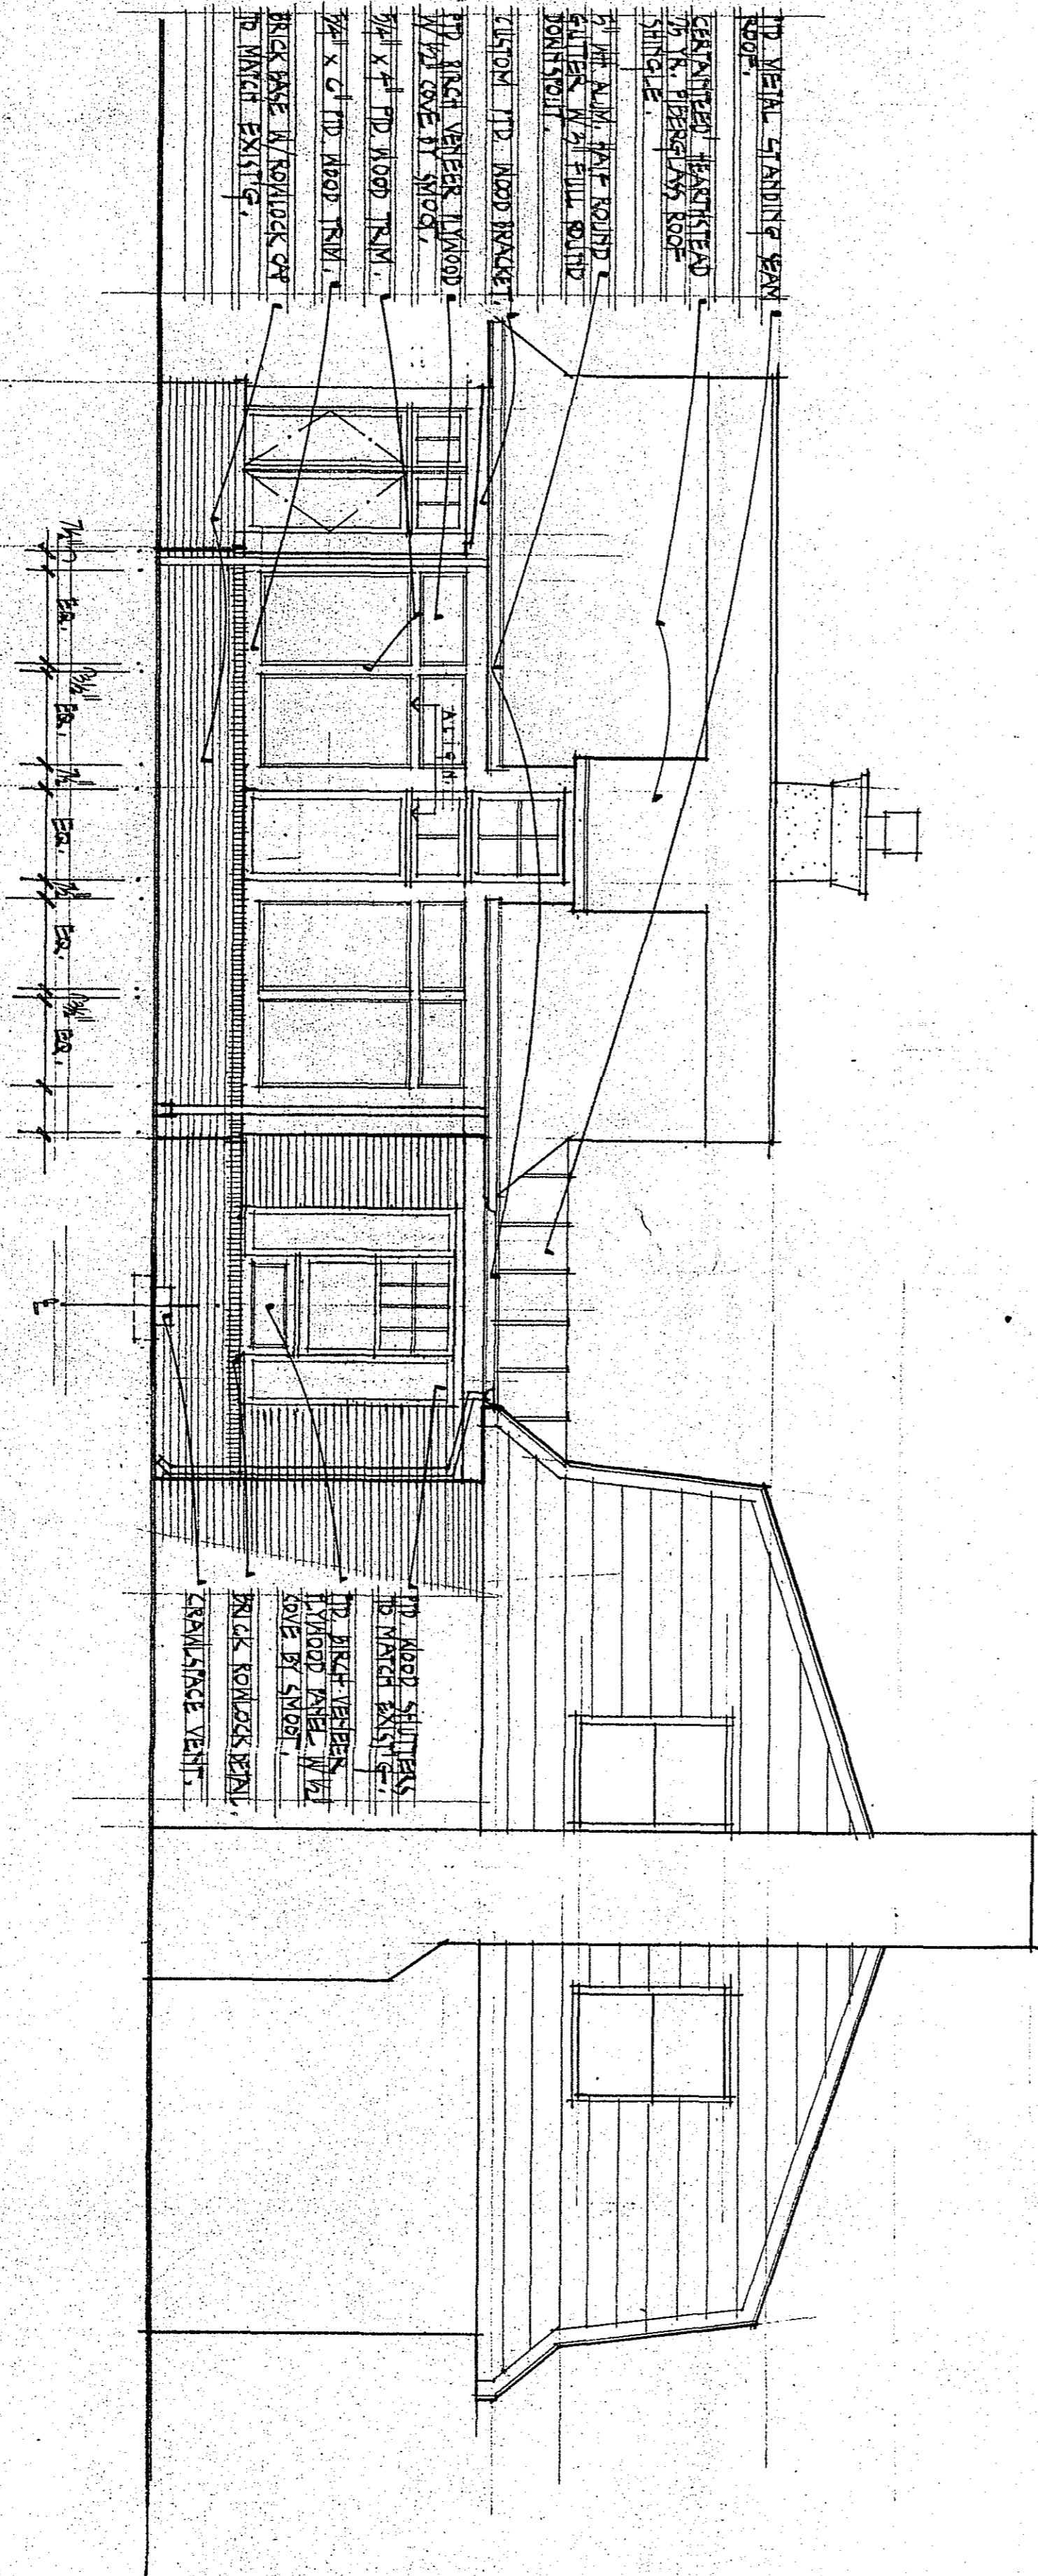 PTD METAL STANDING SEAM
ROOF.
CERTAINTEED HEARTHSTEAD
25 YR. FIBERGLASS ROOF
SHINGLE.
5" WHT ALUM. HALF ROUND
GUTTER W/ 3" FULL ROUND
DOWNSPOUT.
CUSTOM PTD. WOOD BRACKET.
PTD BIRCH VENEER PLYWOOD
W/ 1/2" COVE BY SMOOT.
5/4" x 4" PTD WOOD TRIM.
5/4" x 6" PTD WOOD TRIM.
BRICK BASE W/ ROWLOCK CAP
TO MATCH EXIST'G.
ALIGN.
EQ.
EQ.
7 1/2"
EQ.
EQ.
EQ.
PTD WOOD SHUTTERS
TO MATCH EXIST'G.
PTD BIRCH VENEER
PLYWOOD PANEL W/ 1/2"
COVE BY SMOOT.
BRICK ROWLOCK DETAIL.
CRAWLSPACE VENT.